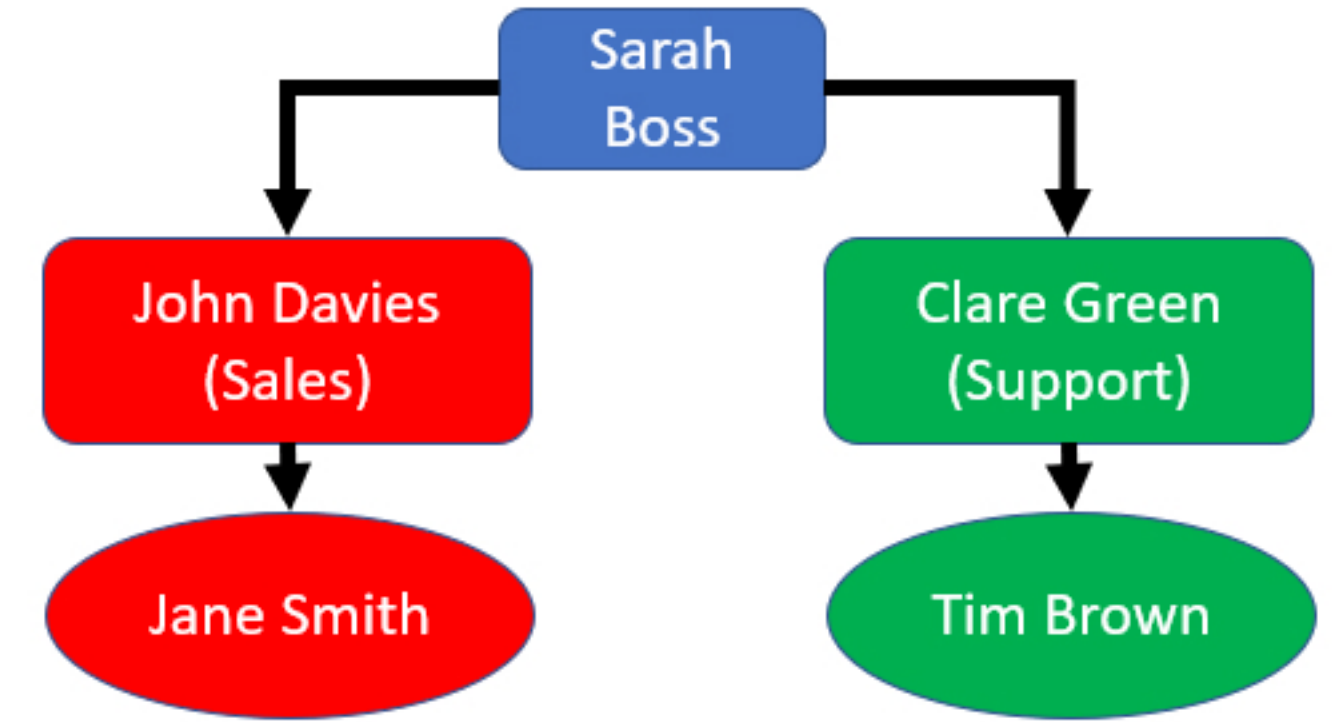 Sarah
Boss
John Davies
(Sales)
Clare Green
(Support)
Jane Smith
Tim Brown